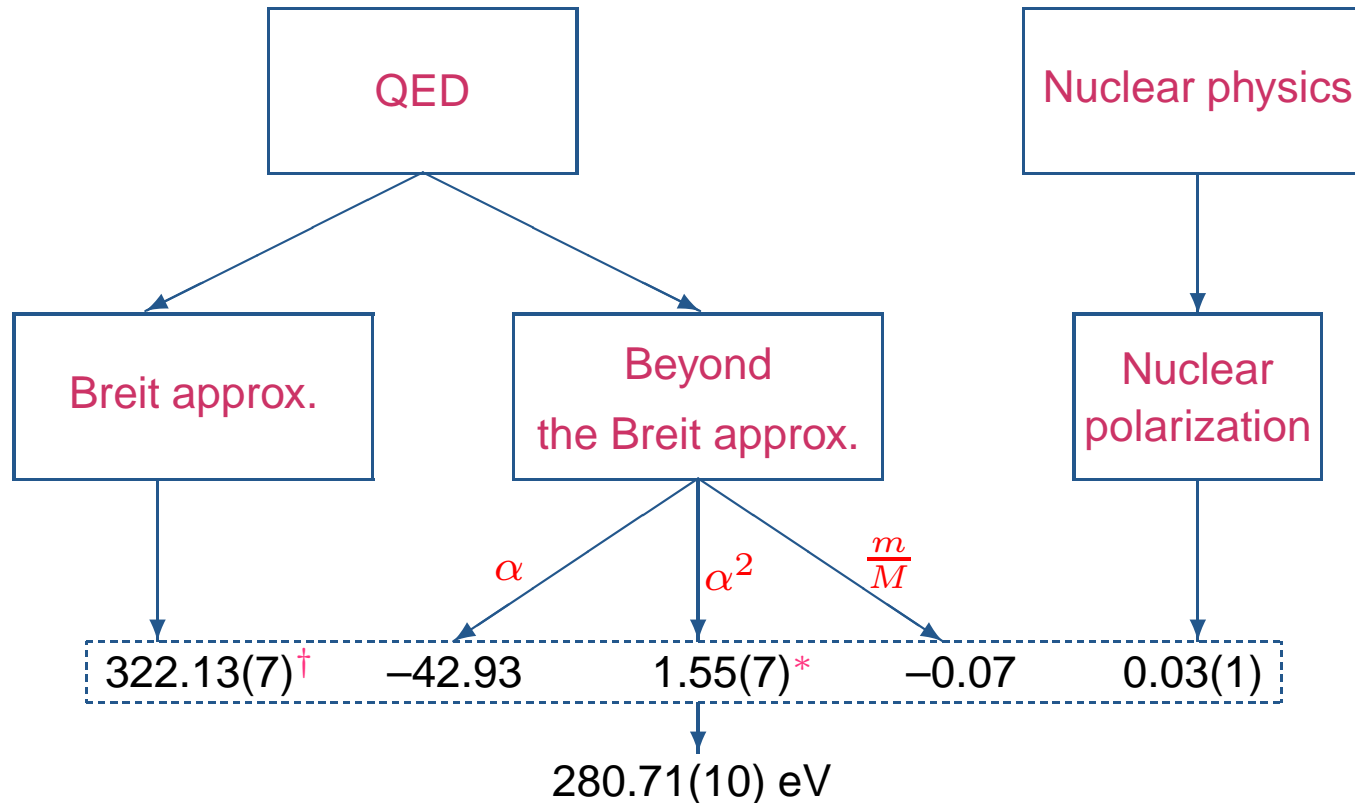 QED
Nuclear physics
Breit approx.
Beyond
the Breit approx.
Nuclear
polarization
α
α²
m/M
322.13(7)† –42.93 1.55(7)* –0.07 0.03(1)
280.71(10) eV